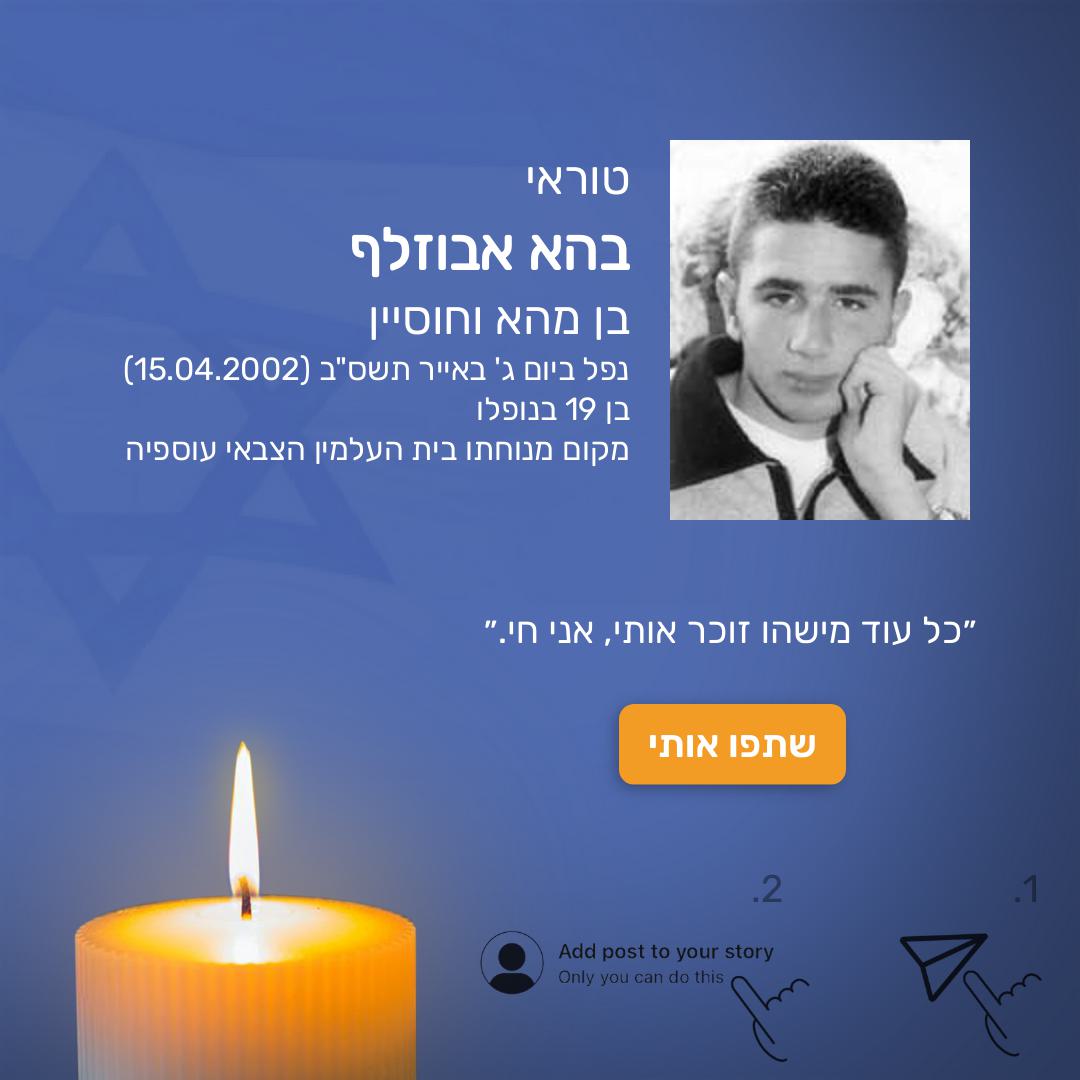 טוראי
בהא אבוזלף
בן מהא וחוסיין
נפל ביום ג' באייר תשס"ב (15.04.2002)
בן 19 בנופלו
מקום מנוחתו בית העלמין הצבאי עוספיה
״כל עוד מישהו זוכר אותי, אני חי.״
שתפו אותי
1.
2.
Add post to your story
Only you can do this